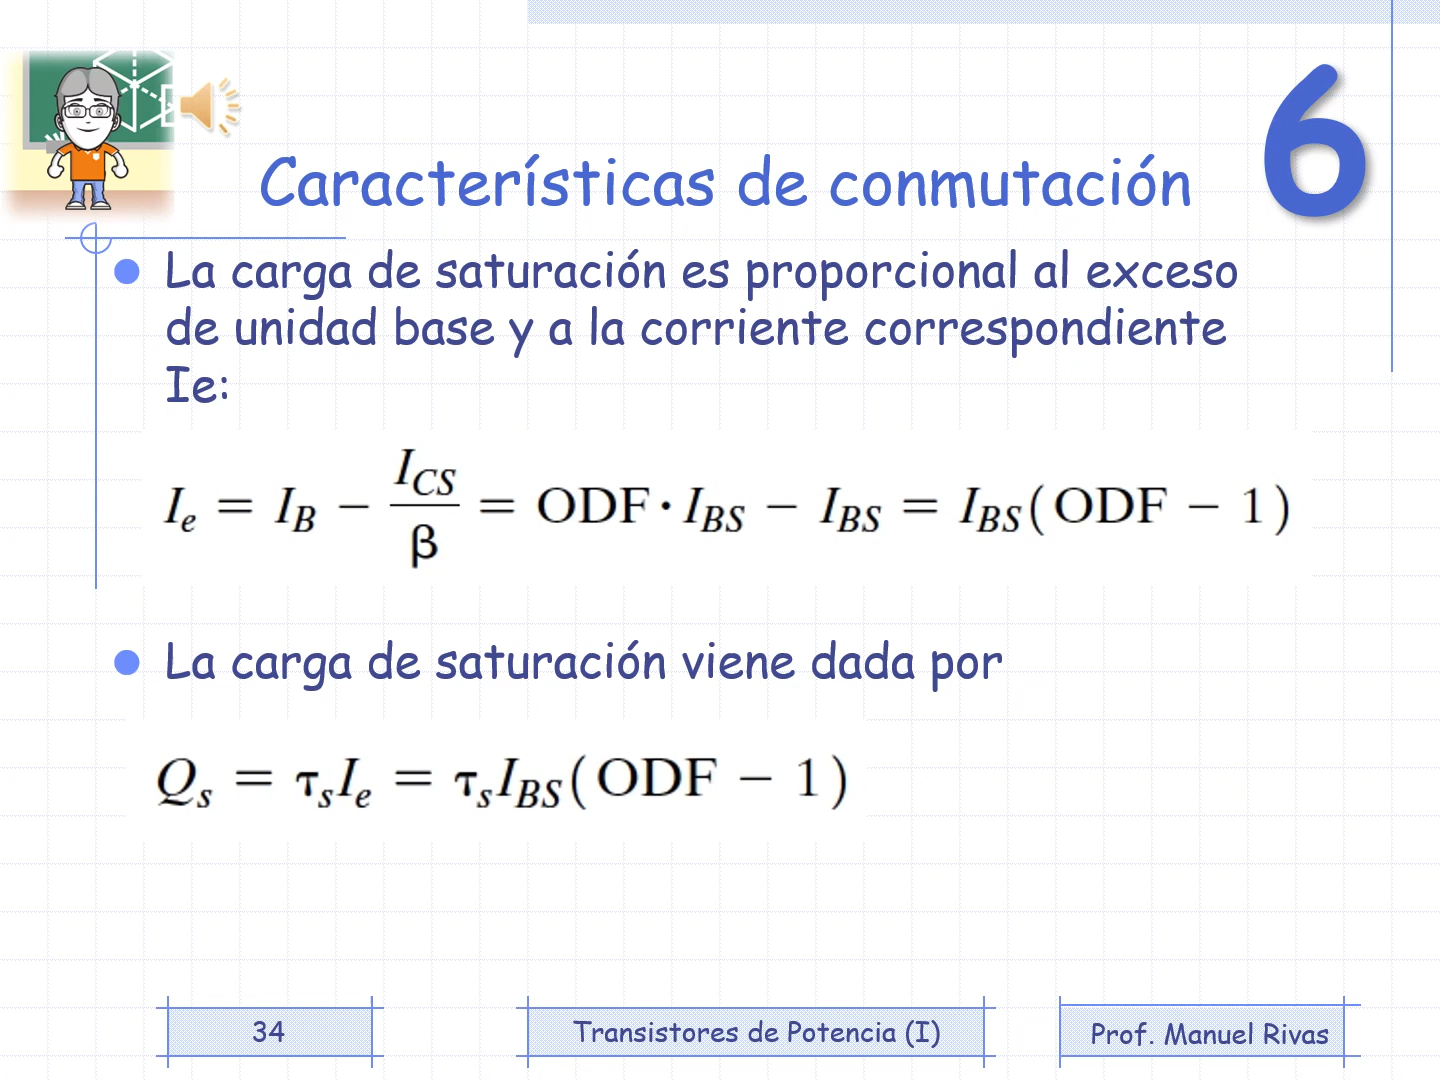 6
Características de conmutación
La carga de saturación es proporcional al exceso
de unidad base y a la corriente correspondiente
Ie:
I_e = I_B − I_CS/β = ODF · I_BS − I_BS = I_BS(ODF − 1)
La carga de saturación viene dada por
Q_s = τ_s I_e = τ_s I_BS(ODF − 1)
34
Transistores de Potencia (I)
Prof. Manuel Rivas